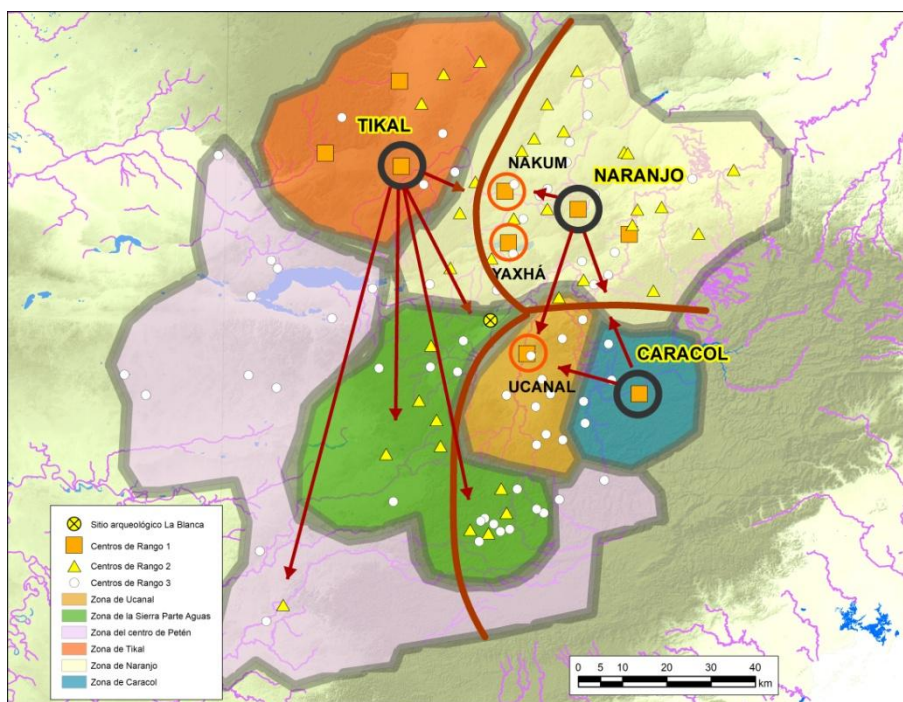 TIKAL
NAKUM
NARANJO
YAXHÁ
CARACOL
UCANAL
Sitio arqueológico La Blanca
Centros de Rango 1
Centros de Rango 2
Centros de Rango 3
Zona de Ucanal
Zona de la Sierra Parte Aguas
Zona del centro de Petén
Zona de Tikal
Zona de Naranjo
Zona de Caracol
0 5 10 20 30 40
km